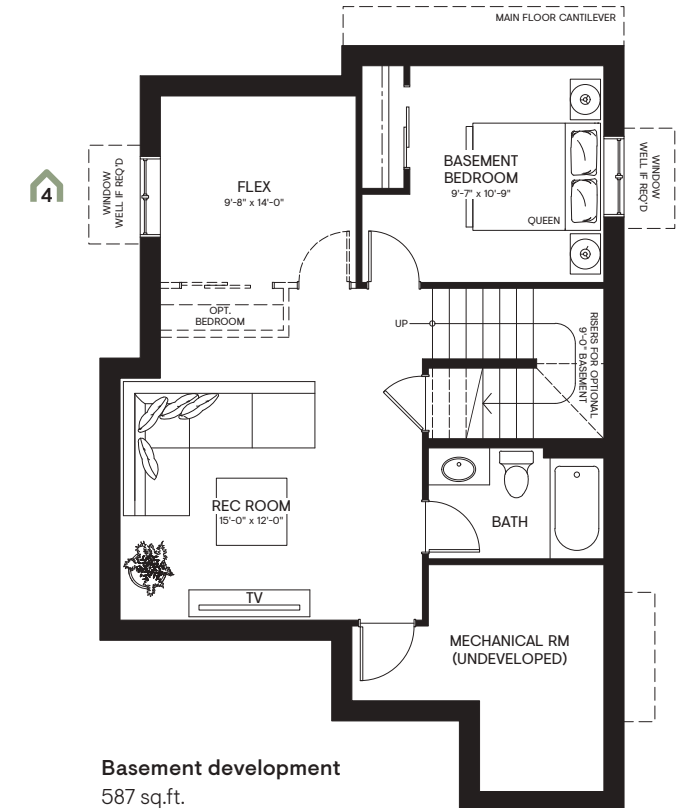 MAIN FLOOR CANTILEVER
4
WINDOW
WELL IF REQ'D
FLEX
9'-8" x 14'-0"
BASEMENT
BEDROOM
9'-7" x 10'-9"
QUEEN
WINDOW
WELL IF REQ'D
OPT.
BEDROOM
UP
RISERS FOR OPTIONAL
9'-0" BASEMENT
REC ROOM
15'-0" x 12'-0"
BATH
TV
MECHANICAL RM
(UNDEVELOPED)
Basement development
587 sq.ft.